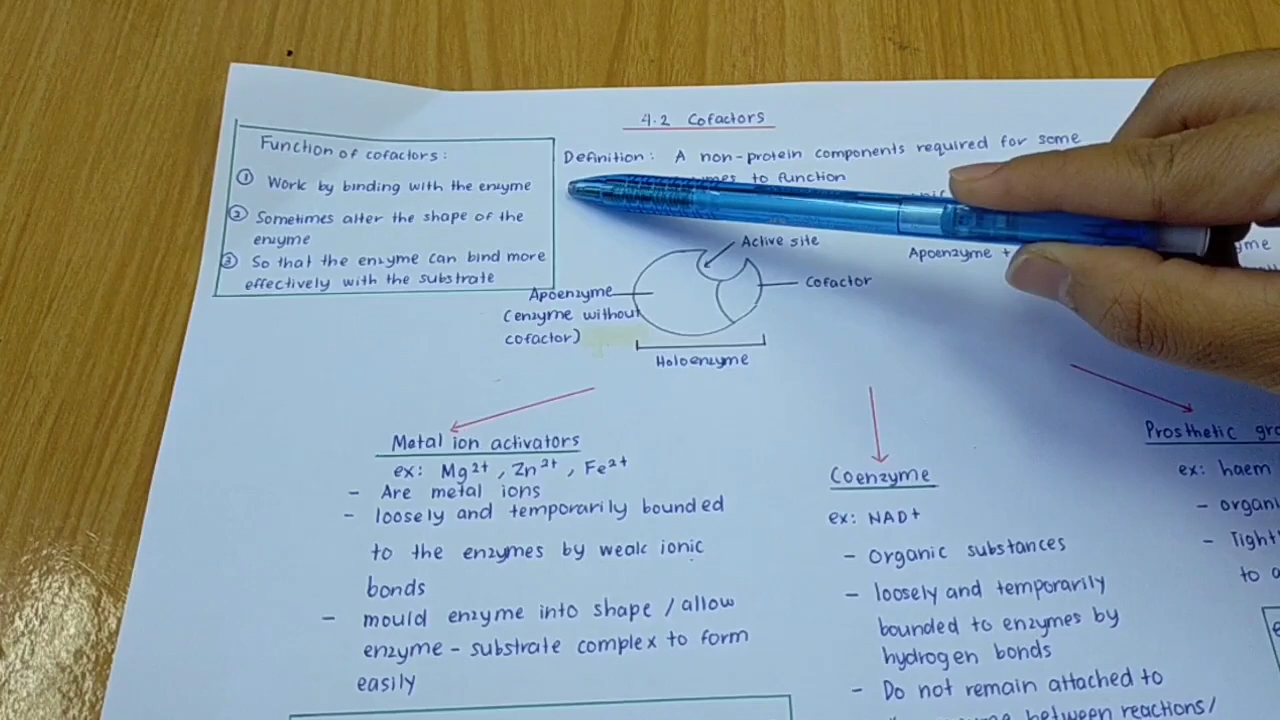 4.2 Cofactors
Function of cofactors:
① Work by binding with the enzyme
② Sometimes alter the shape of the
enzyme
③ So that the enzyme can bind more
effectively with the substrate
Definition: A non-protein components required for some
to function
Apoenzyme +
Active site
Cofactor
Apoenzyme
(enzyme without
cofactor)
Holoenzyme
Metal ion activators
ex: Mg2+, Zn2+, Fe2+
- Are metal ions
- loosely and temporarily bounded
to the enzymes by weak ionic
bonds
- mould enzyme into shape / allow
enzyme - substrate complex to form
easily
Coenzyme
ex: NAD+
- organic substances
- loosely and temporarily
bounded to enzymes by
hydrogen bonds
- Do not remain attached to
between reactions/
Prosthetic
ex: haem
-
-
to